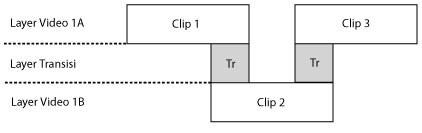 Layer Video 1A
Clip 1
Clip 3
Layer Transisi
Tr
Tr
Layer Video 1B
Clip 2